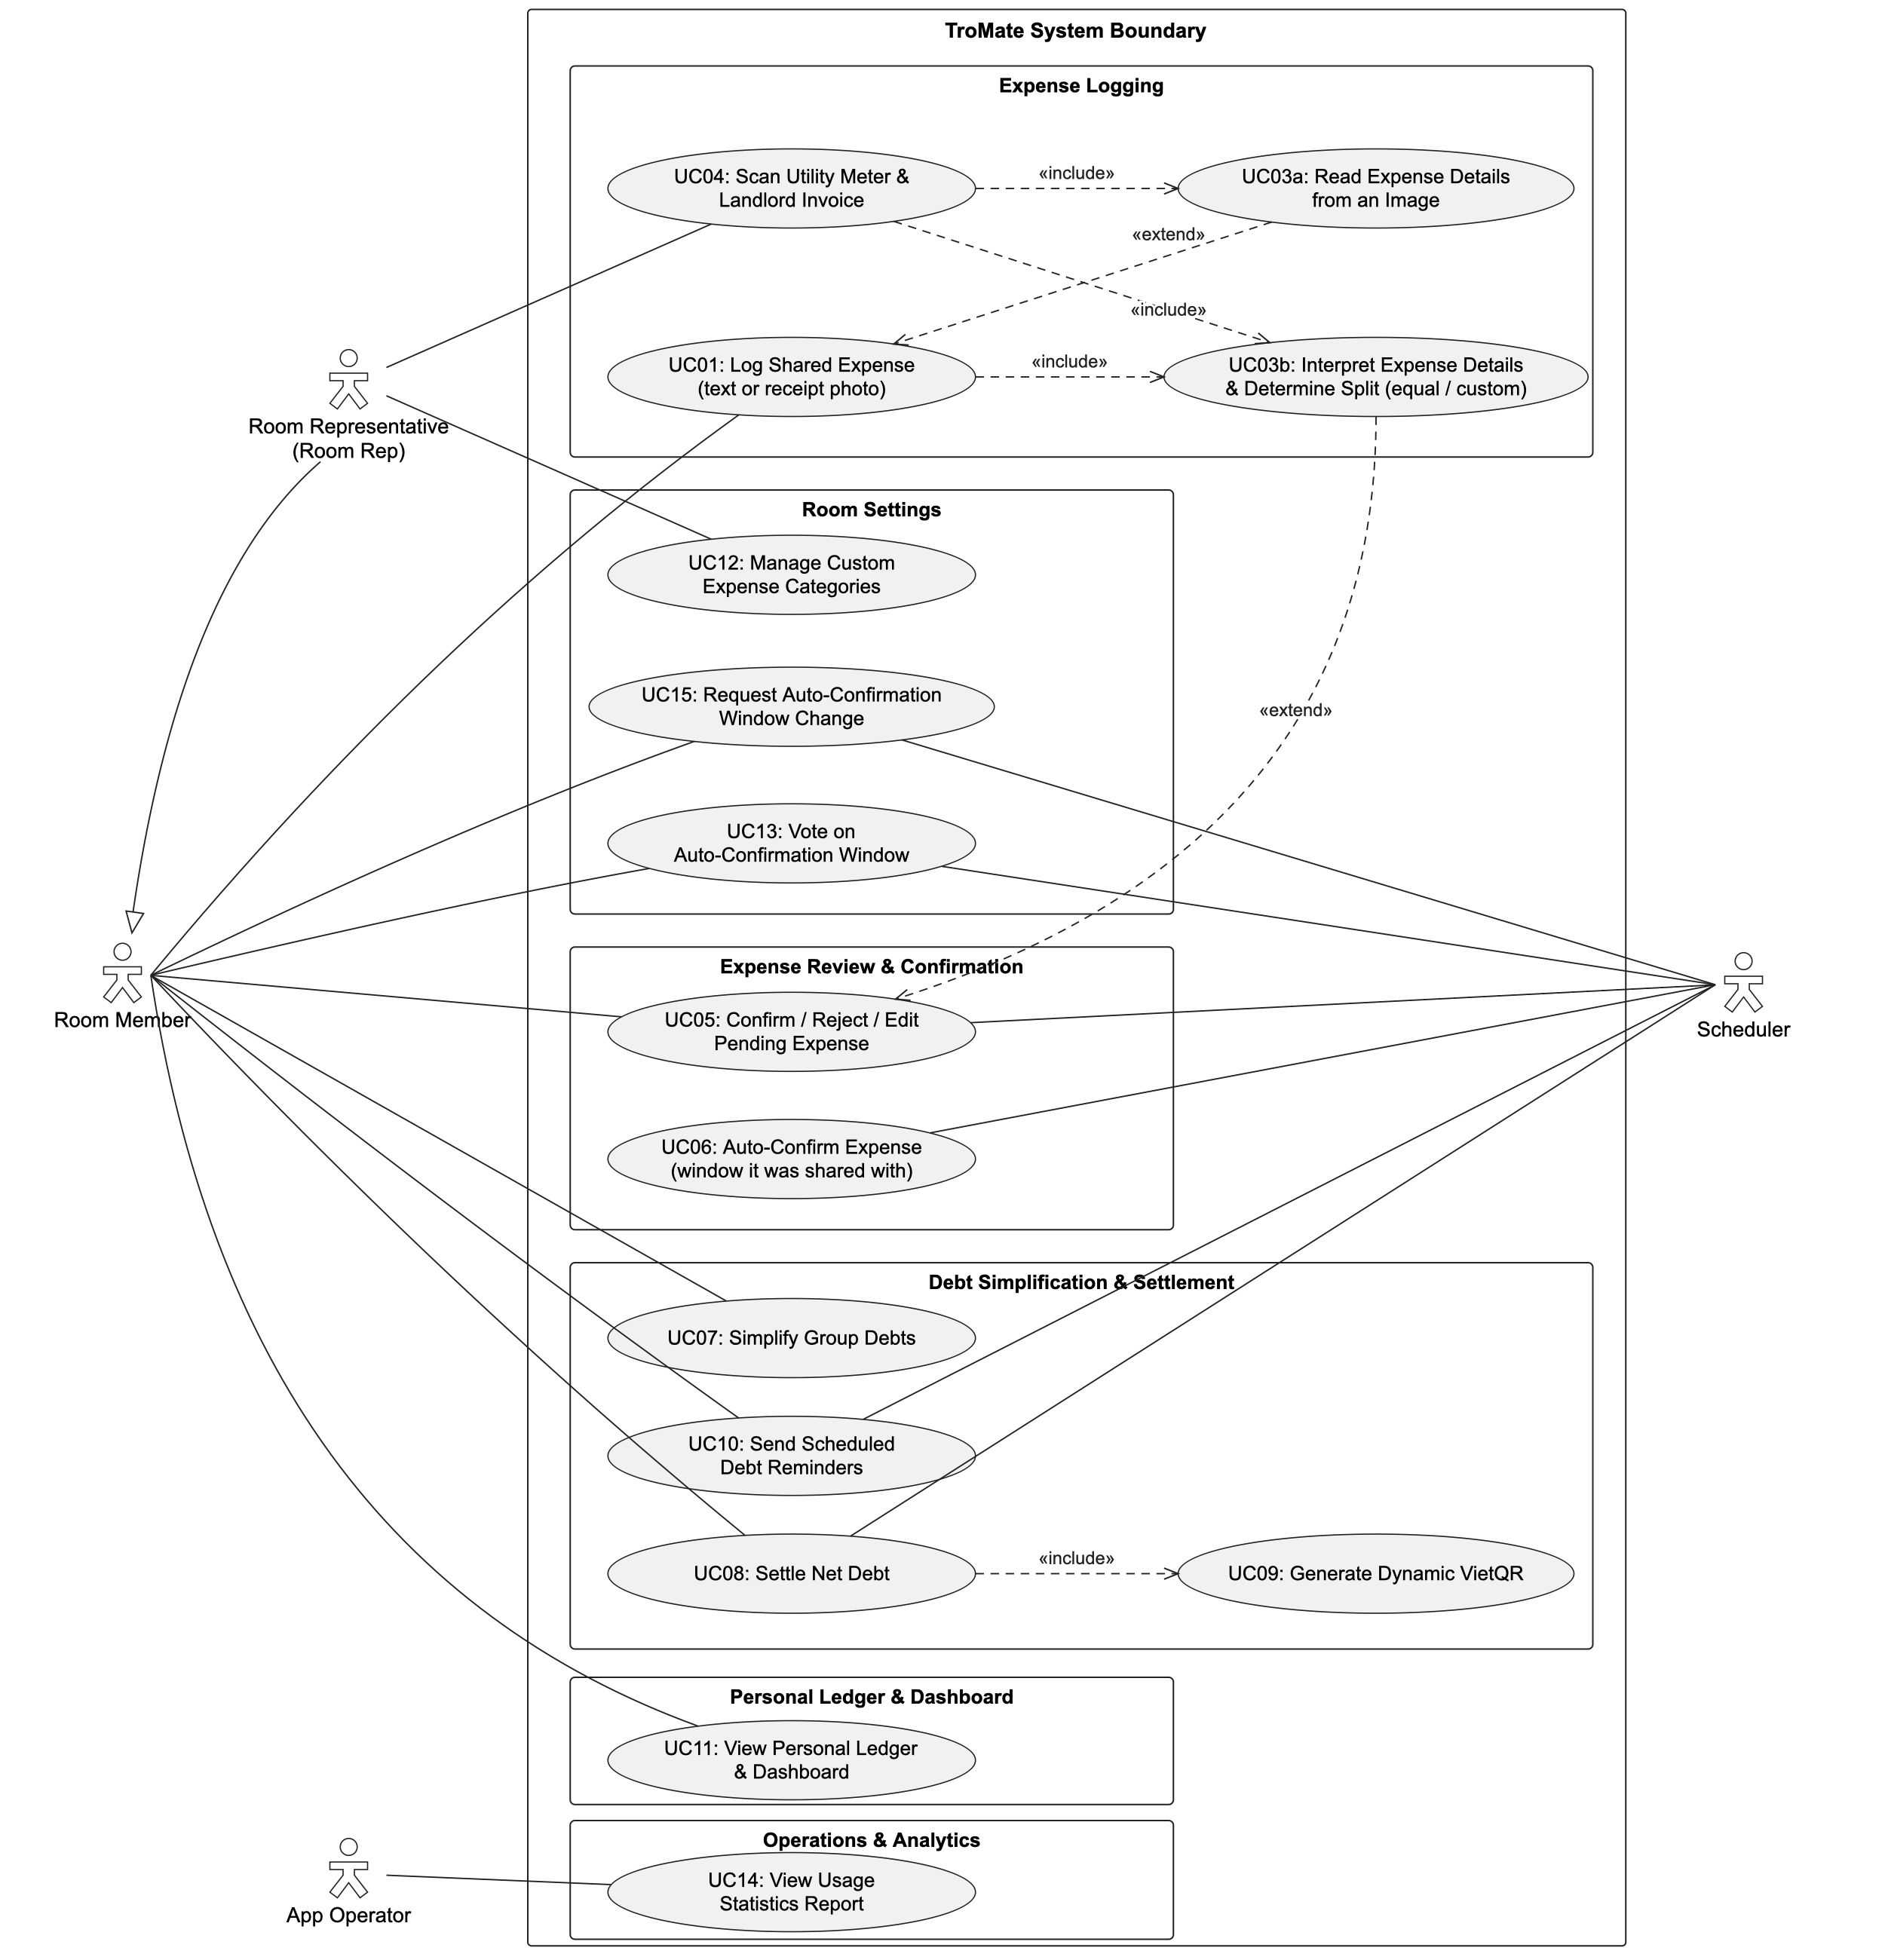 TroMate System Boundary
Expense Logging
UC04: Scan Utility Meter &
Landlord Invoice
«include»
UC03a: Read Expense Details
from an Image
«extend»
«include»
UC01: Log Shared Expense
(text or receipt photo)
«include»
UC03b: Interpret Expense Details
& Determine Split (equal / custom)
Room Representative
(Room Rep)
Room Settings
UC12: Manage Custom
Expense Categories
UC15: Request Auto-Confirmation
Window Change
«extend»
UC13: Vote on
Auto-Confirmation Window
Room Member
Expense Review & Confirmation
UC05: Confirm / Reject / Edit
Pending Expense
Scheduler
UC06: Auto-Confirm Expense
(window it was shared with)
Debt Simplification & Settlement
UC07: Simplify Group Debts
UC10: Send Scheduled
Debt Reminders
UC08: Settle Net Debt
«include»
UC09: Generate Dynamic VietQR
Personal Ledger & Dashboard
UC11: View Personal Ledger
& Dashboard
Operations & Analytics
UC14: View Usage
Statistics Report
App Operator